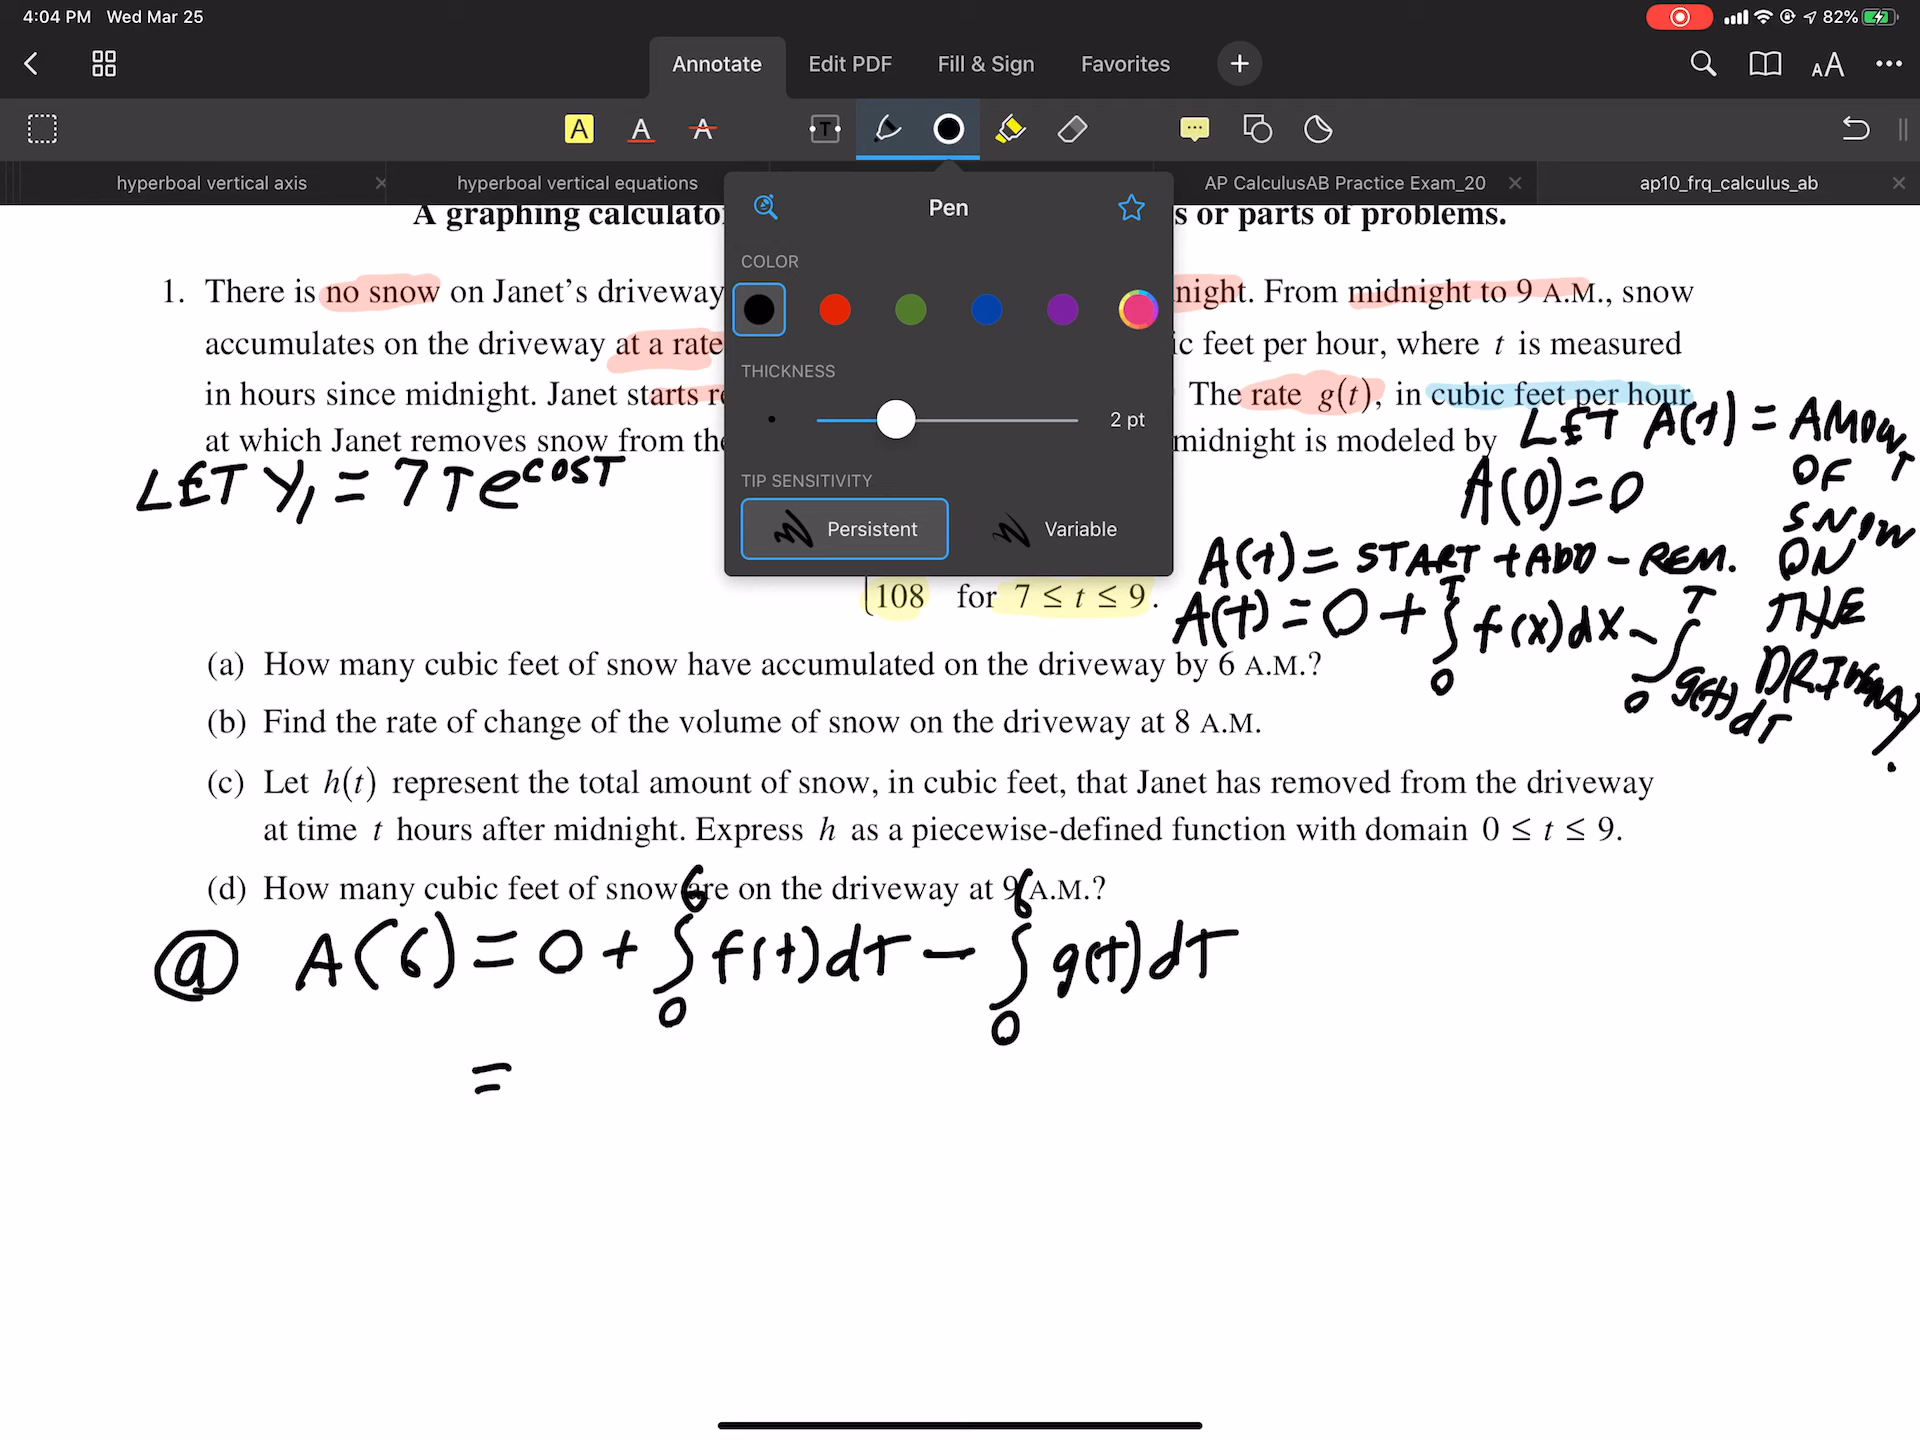 4:04 PM Wed Mar 25
82%
Annotate Edit PDF Fill & Sign Favorites
hyperboal vertical axis hyperboal vertical equations AP CalculusAB Practice Exam_20 ap10_frq_calculus_ab
A graphing calculator s or parts of problems.
Pen
COLOR
THICKNESS
2 pt
TIP SENSITIVITY
Persistent Variable
1. There is no snow on Janet's driveway night. From midnight to 9 A.M., snow
accumulates on the driveway at a rate ic feet per hour, where t is measured
in hours since midnight. Janet starts re The rate g(t), in cubic feet per hour
at which Janet removes snow from the midnight is modeled by
LET Y₁ = 7Te^COST
LET A(t) = AMOUNT
OF
SNOW
ON
THE
DRIVEWAY.
A(0)=0
A(t) = START + ADD - REM.
A(t) = 0 + ∫₀ᵀ f(x)dx - ∫₀ᵀ g(t)dT
108 for 7 ≤ t ≤ 9.
(a) How many cubic feet of snow have accumulated on the driveway by 6 A.M.?
(b) Find the rate of change of the volume of snow on the driveway at 8 A.M.
(c) Let h(t) represent the total amount of snow, in cubic feet, that Janet has removed from the driveway
at time t hours after midnight. Express h as a piecewise-defined function with domain 0 ≤ t ≤ 9.
(d) How many cubic feet of snow are on the driveway at 9 A.M.?
ⓐ A(6) = 0 + ∫₀⁶ f(t)dT - ∫₀⁶ g(t)dT
=